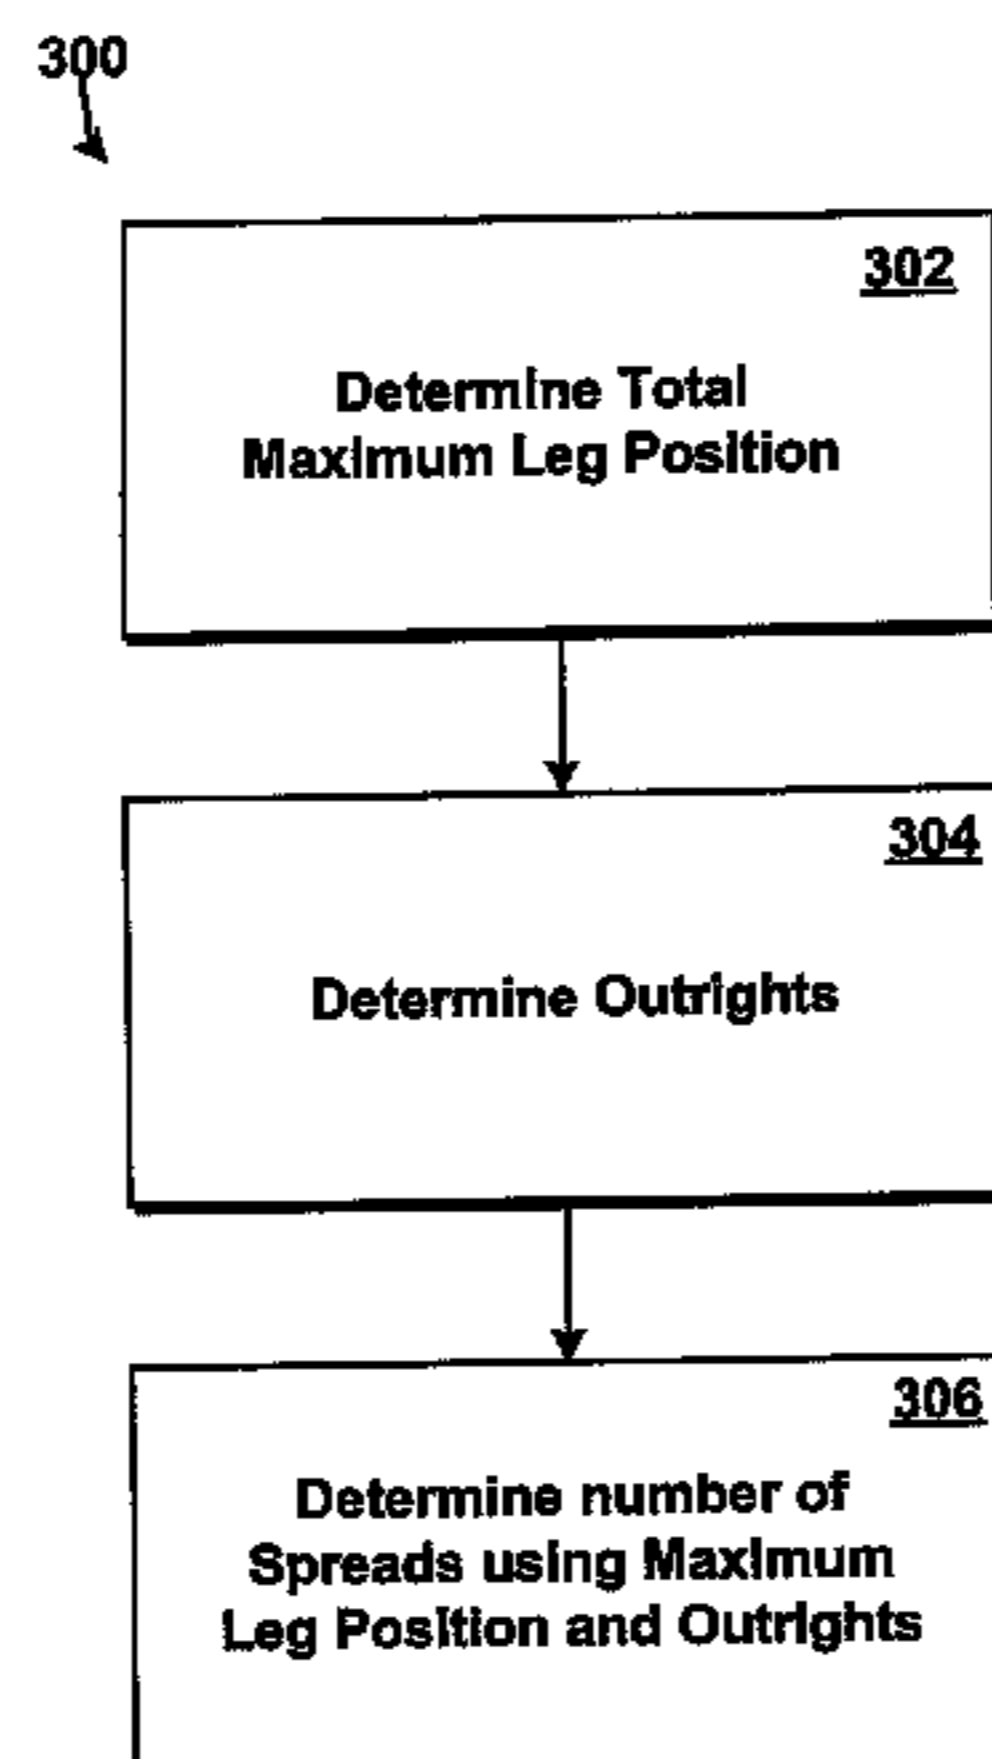 300
302
Determine Total
Maximum Leg Position
304
Determine Outrights
306
Determine number of
Spreads using Maximum
Leg Position and Outrights